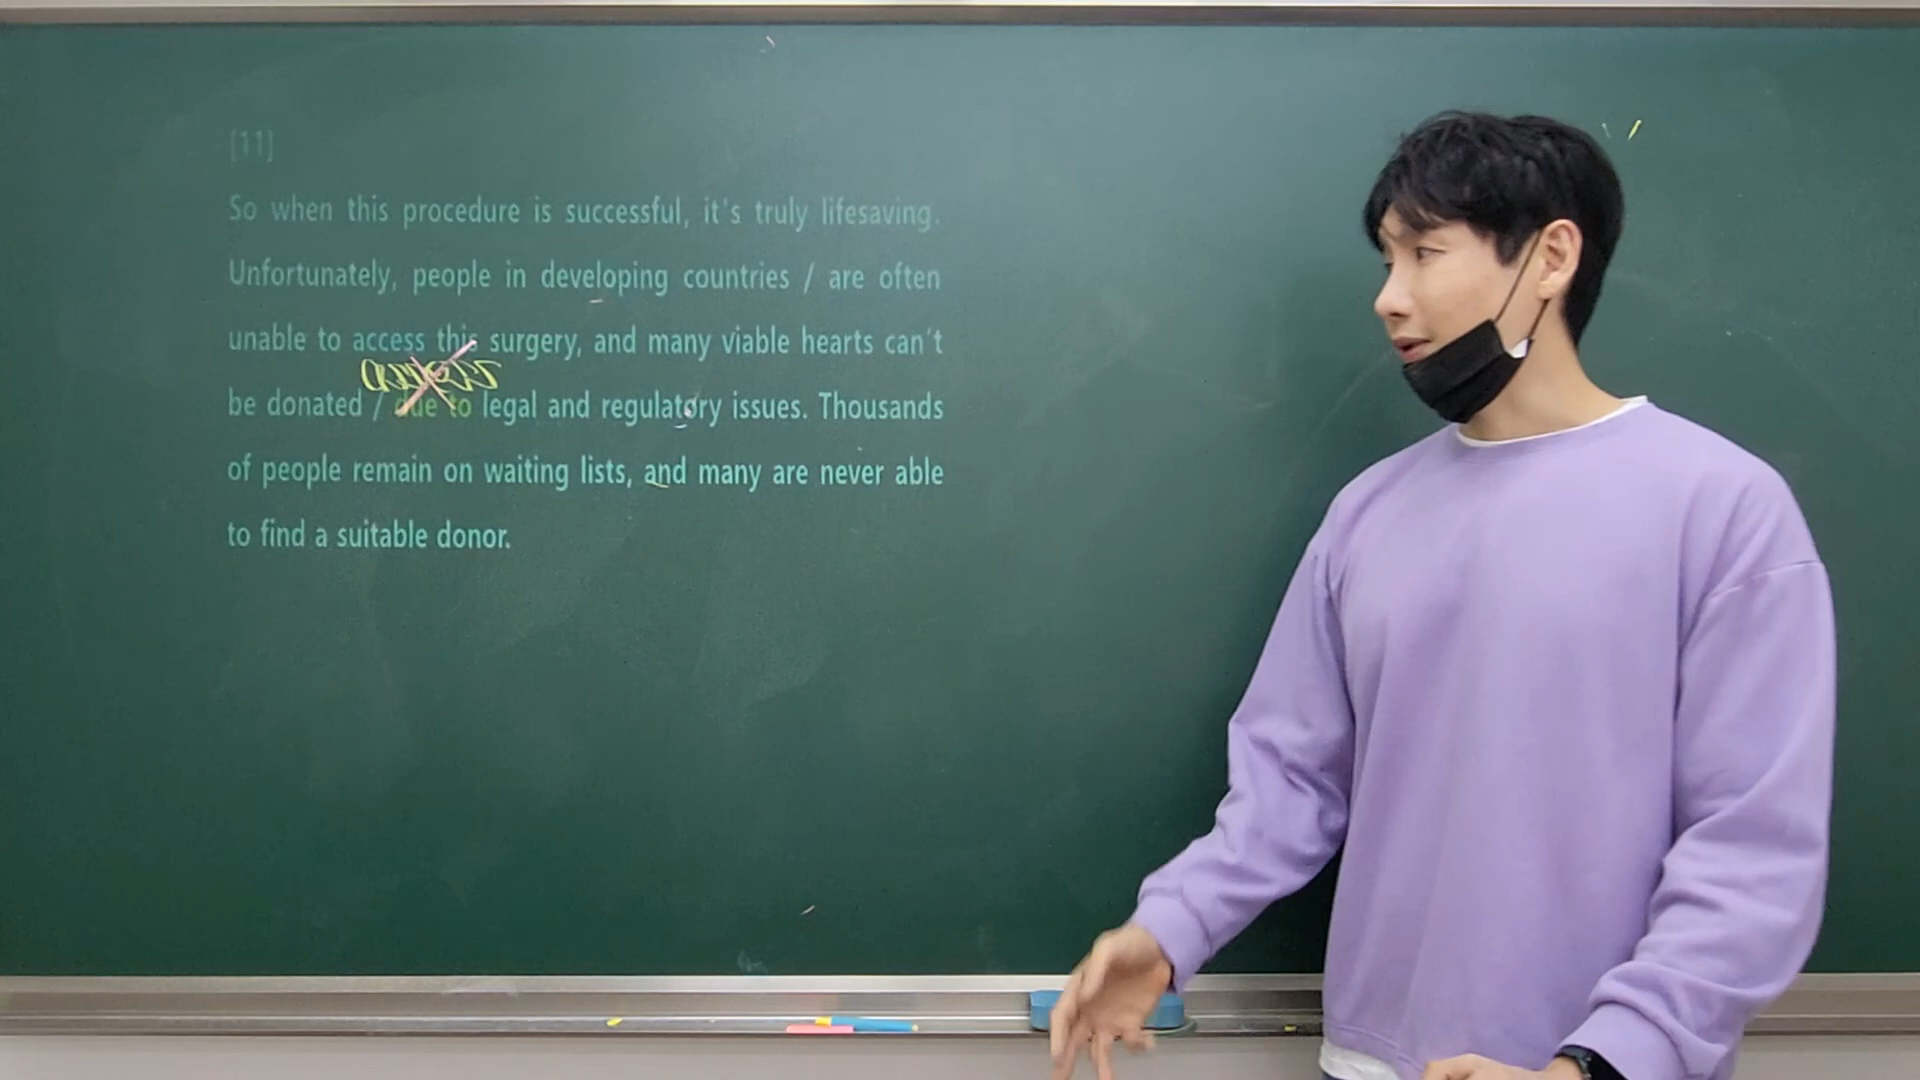 [11]
So when this procedure is successful, it's truly lifesaving.
Unfortunately, people in developing countries / are often
unable to access this surgery, and many viable hearts can't
be donated / due to legal and regulatory issues. Thousands
of people remain on waiting lists, and many are never able
to find a suitable donor.